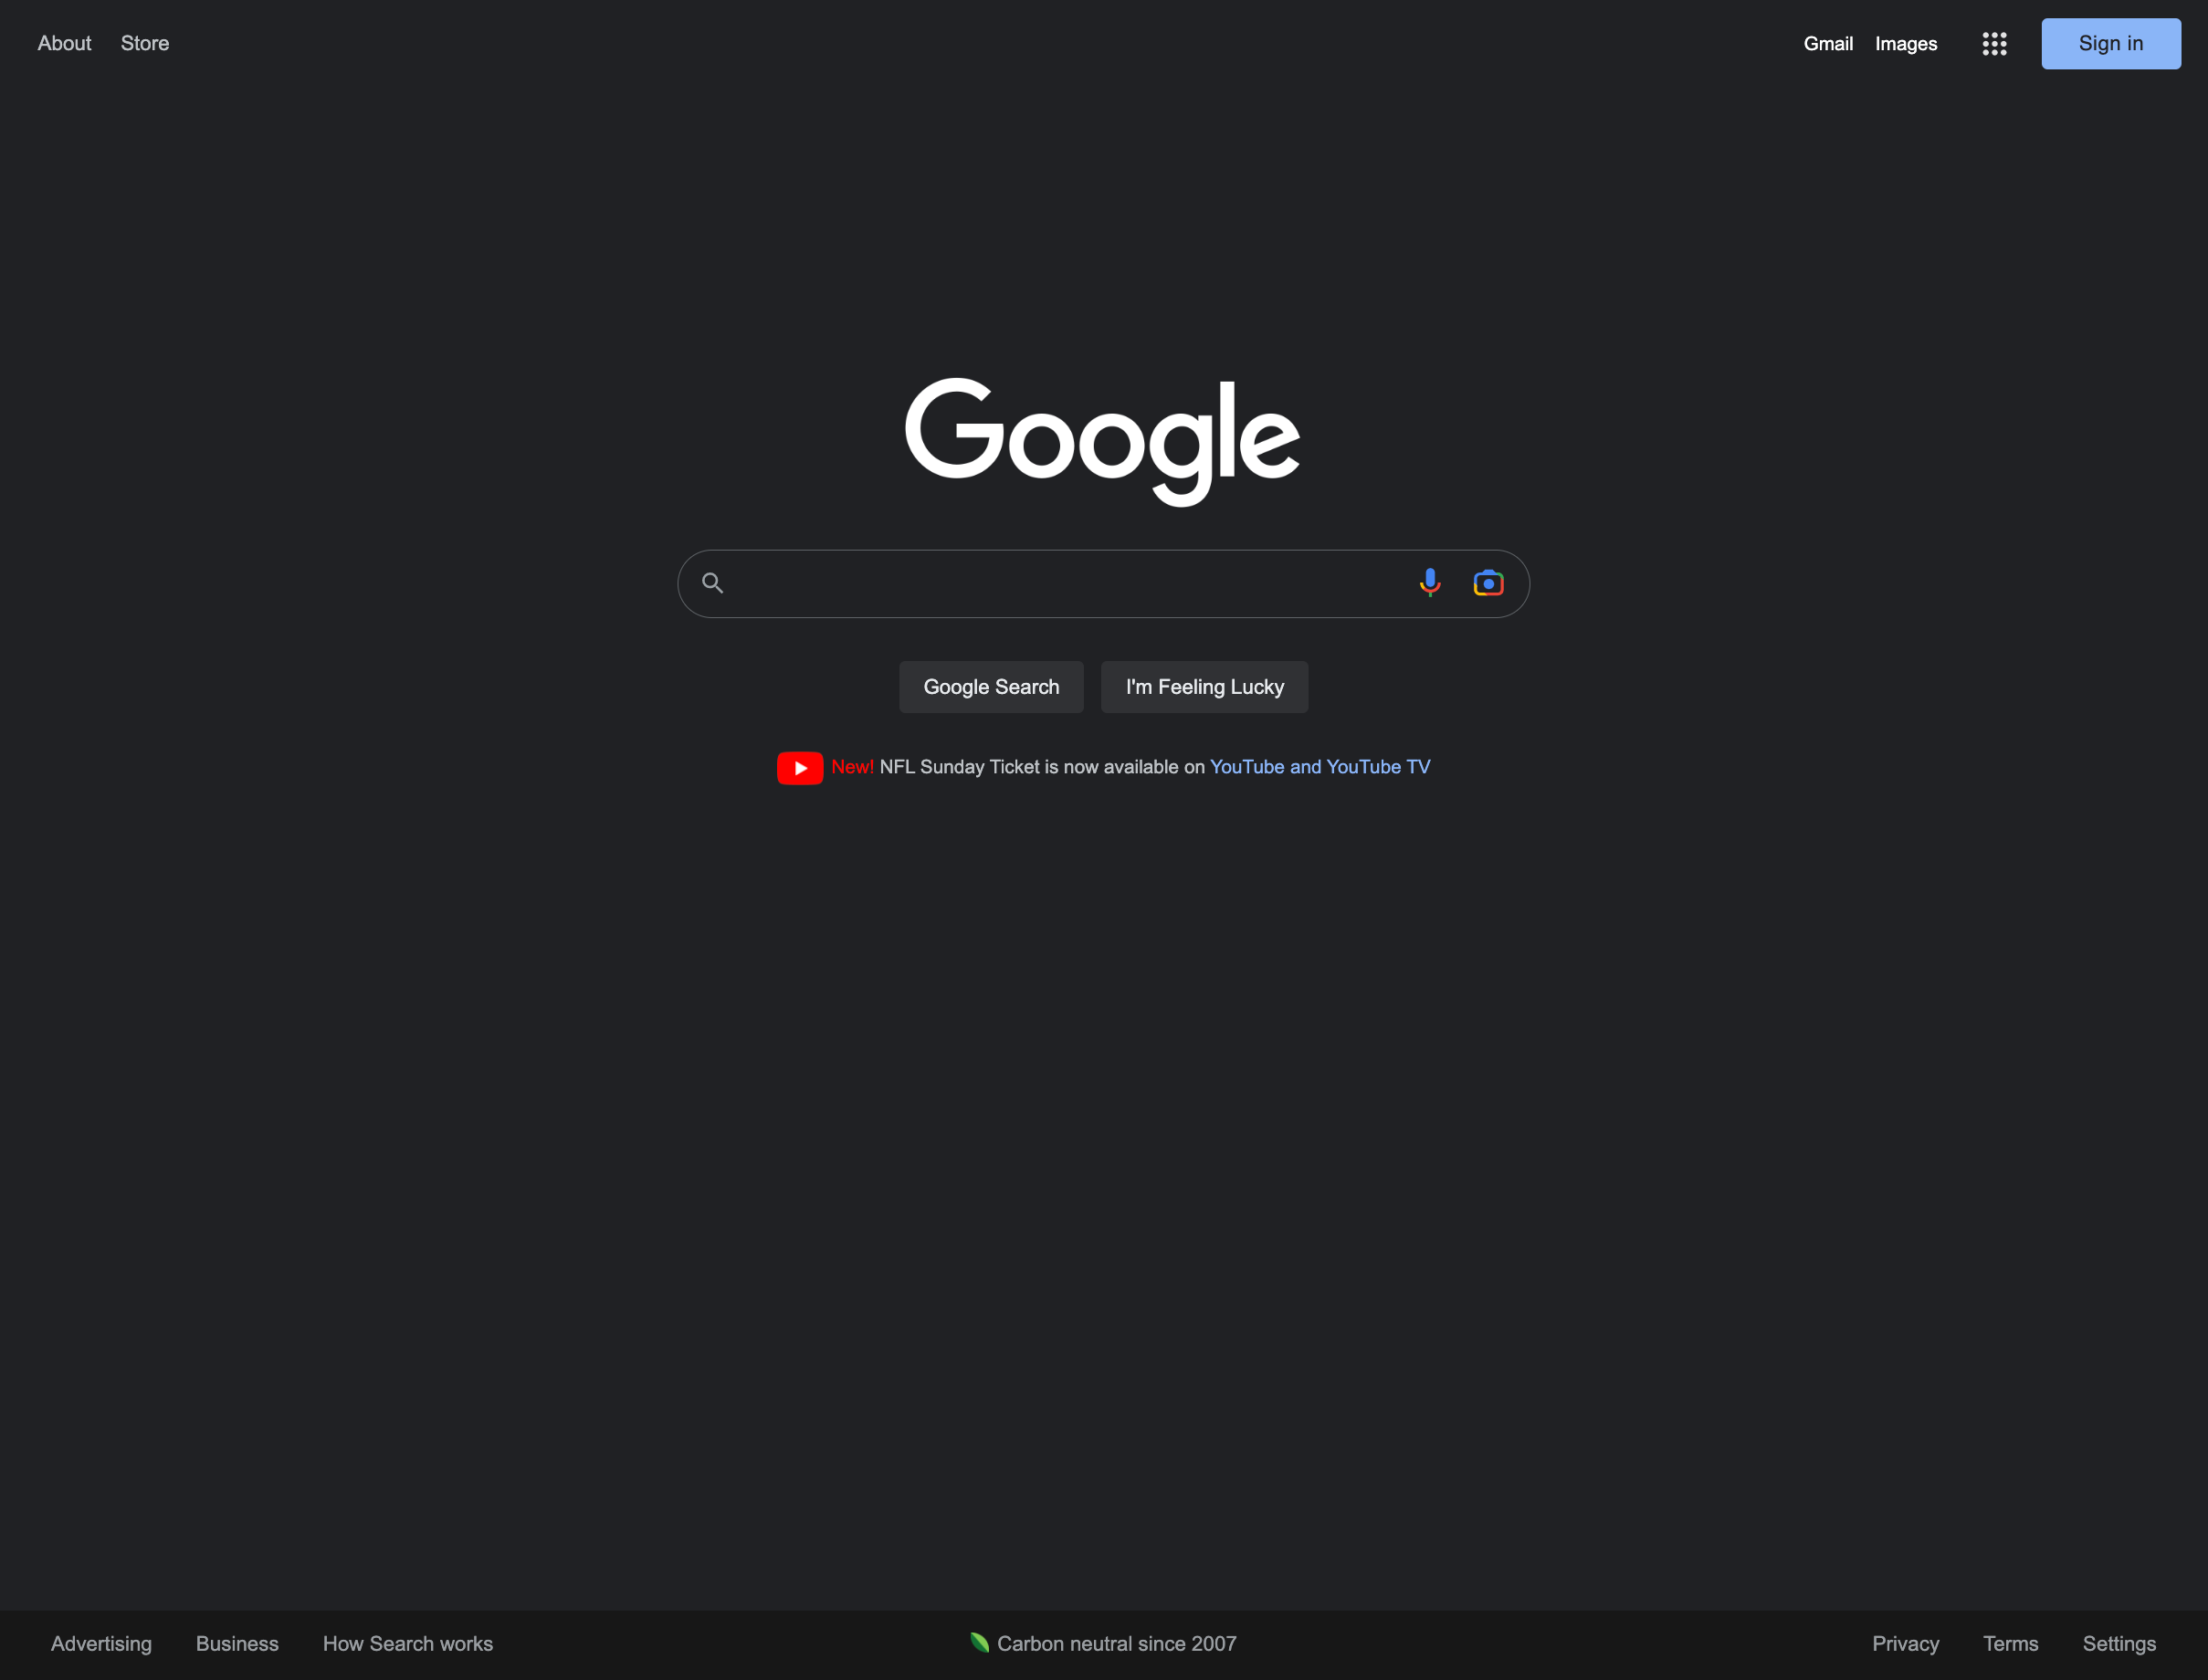 About Store Gmail Images Sign in
Google
Google Search I'm Feeling Lucky
New! NFL Sunday Ticket is now available on YouTube and YouTube TV
Advertising Business How Search works Carbon neutral since 2007 Privacy Terms Settings